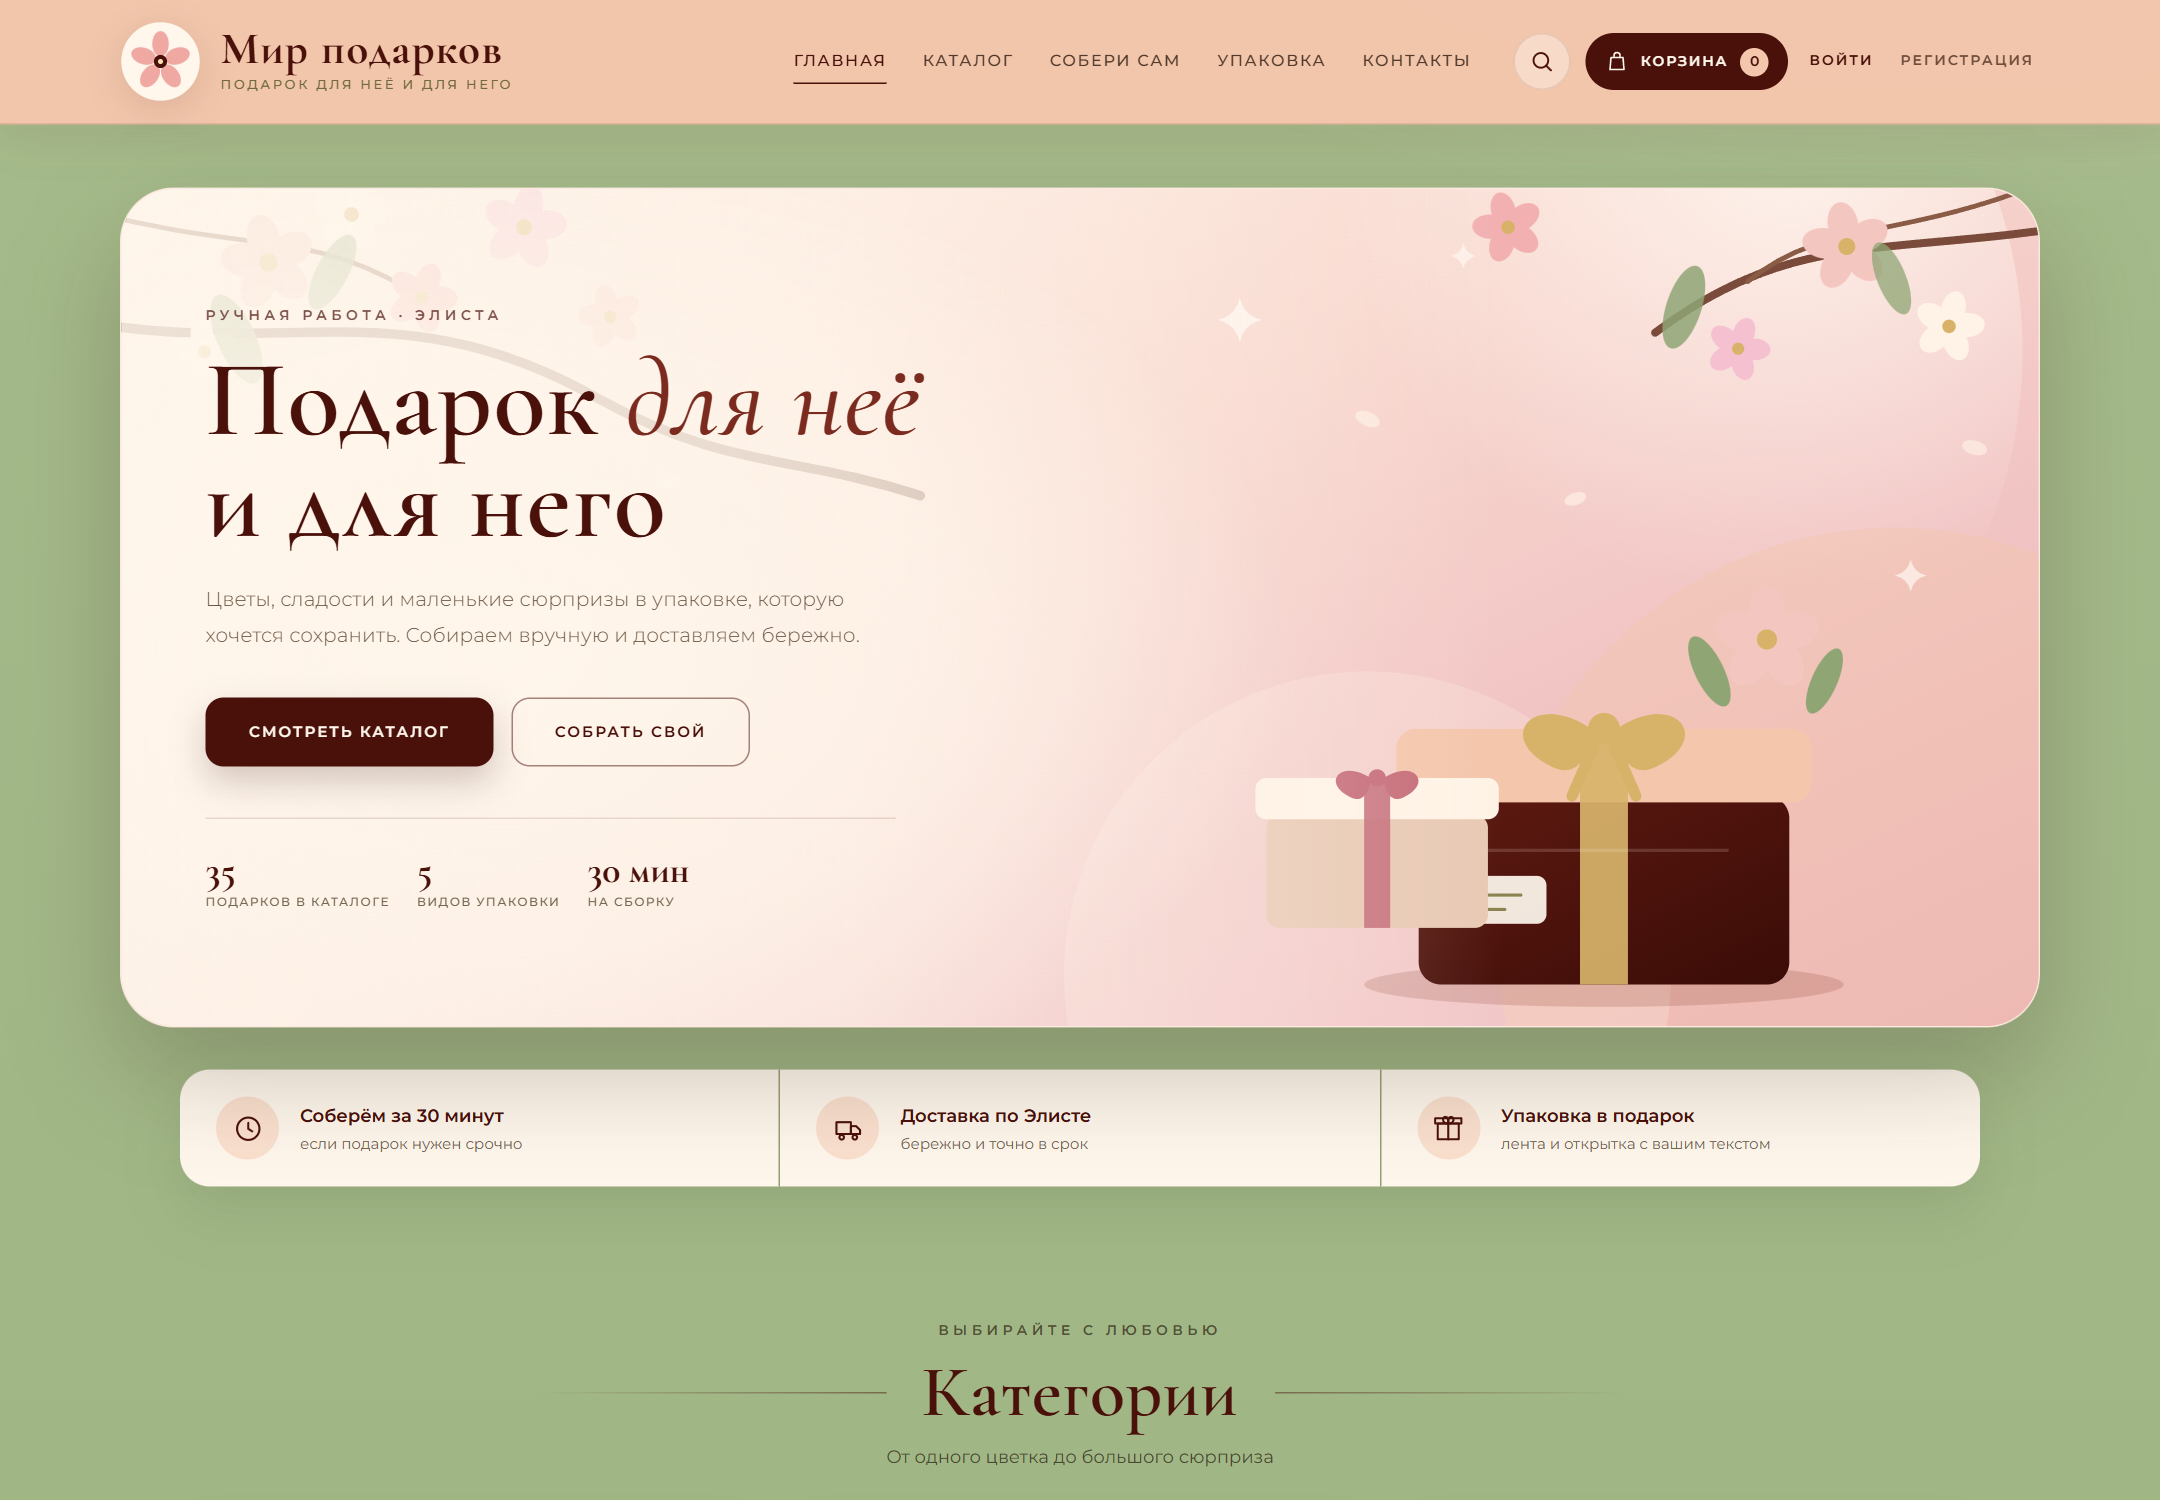 Мир подарков
ПОДАРОК ДЛЯ НЕЁ И ДЛЯ НЕГО
ГЛАВНАЯ
КАТАЛОГ
СОБЕРИ САМ
УПАКОВКА
КОНТАКТЫ
КОРЗИНА 0
ВОЙТИ
РЕГИСТРАЦИЯ
РУЧНАЯ РАБОТА · ЭЛИСТА
Подарок для неё
и для него
Цветы, сладости и маленькие сюрпризы в упаковке, которую
хочется сохранить. Собираем вручную и доставляем бережно.
СМОТРЕТЬ КАТАЛОГ
СОБРАТЬ СВОЙ
35
ПОДАРКОВ В КАТАЛОГЕ
5
ВИДОВ УПАКОВКИ
30 мин
НА СБОРКУ
Соберём за 30 минут
если подарок нужен срочно
Доставка по Элисте
бережно и точно в срок
Упаковка в подарок
лента и открытка с вашим текстом
ВЫБИРАЙТЕ С ЛЮБОВЬЮ
Категории
От одного цветка до большого сюрприза